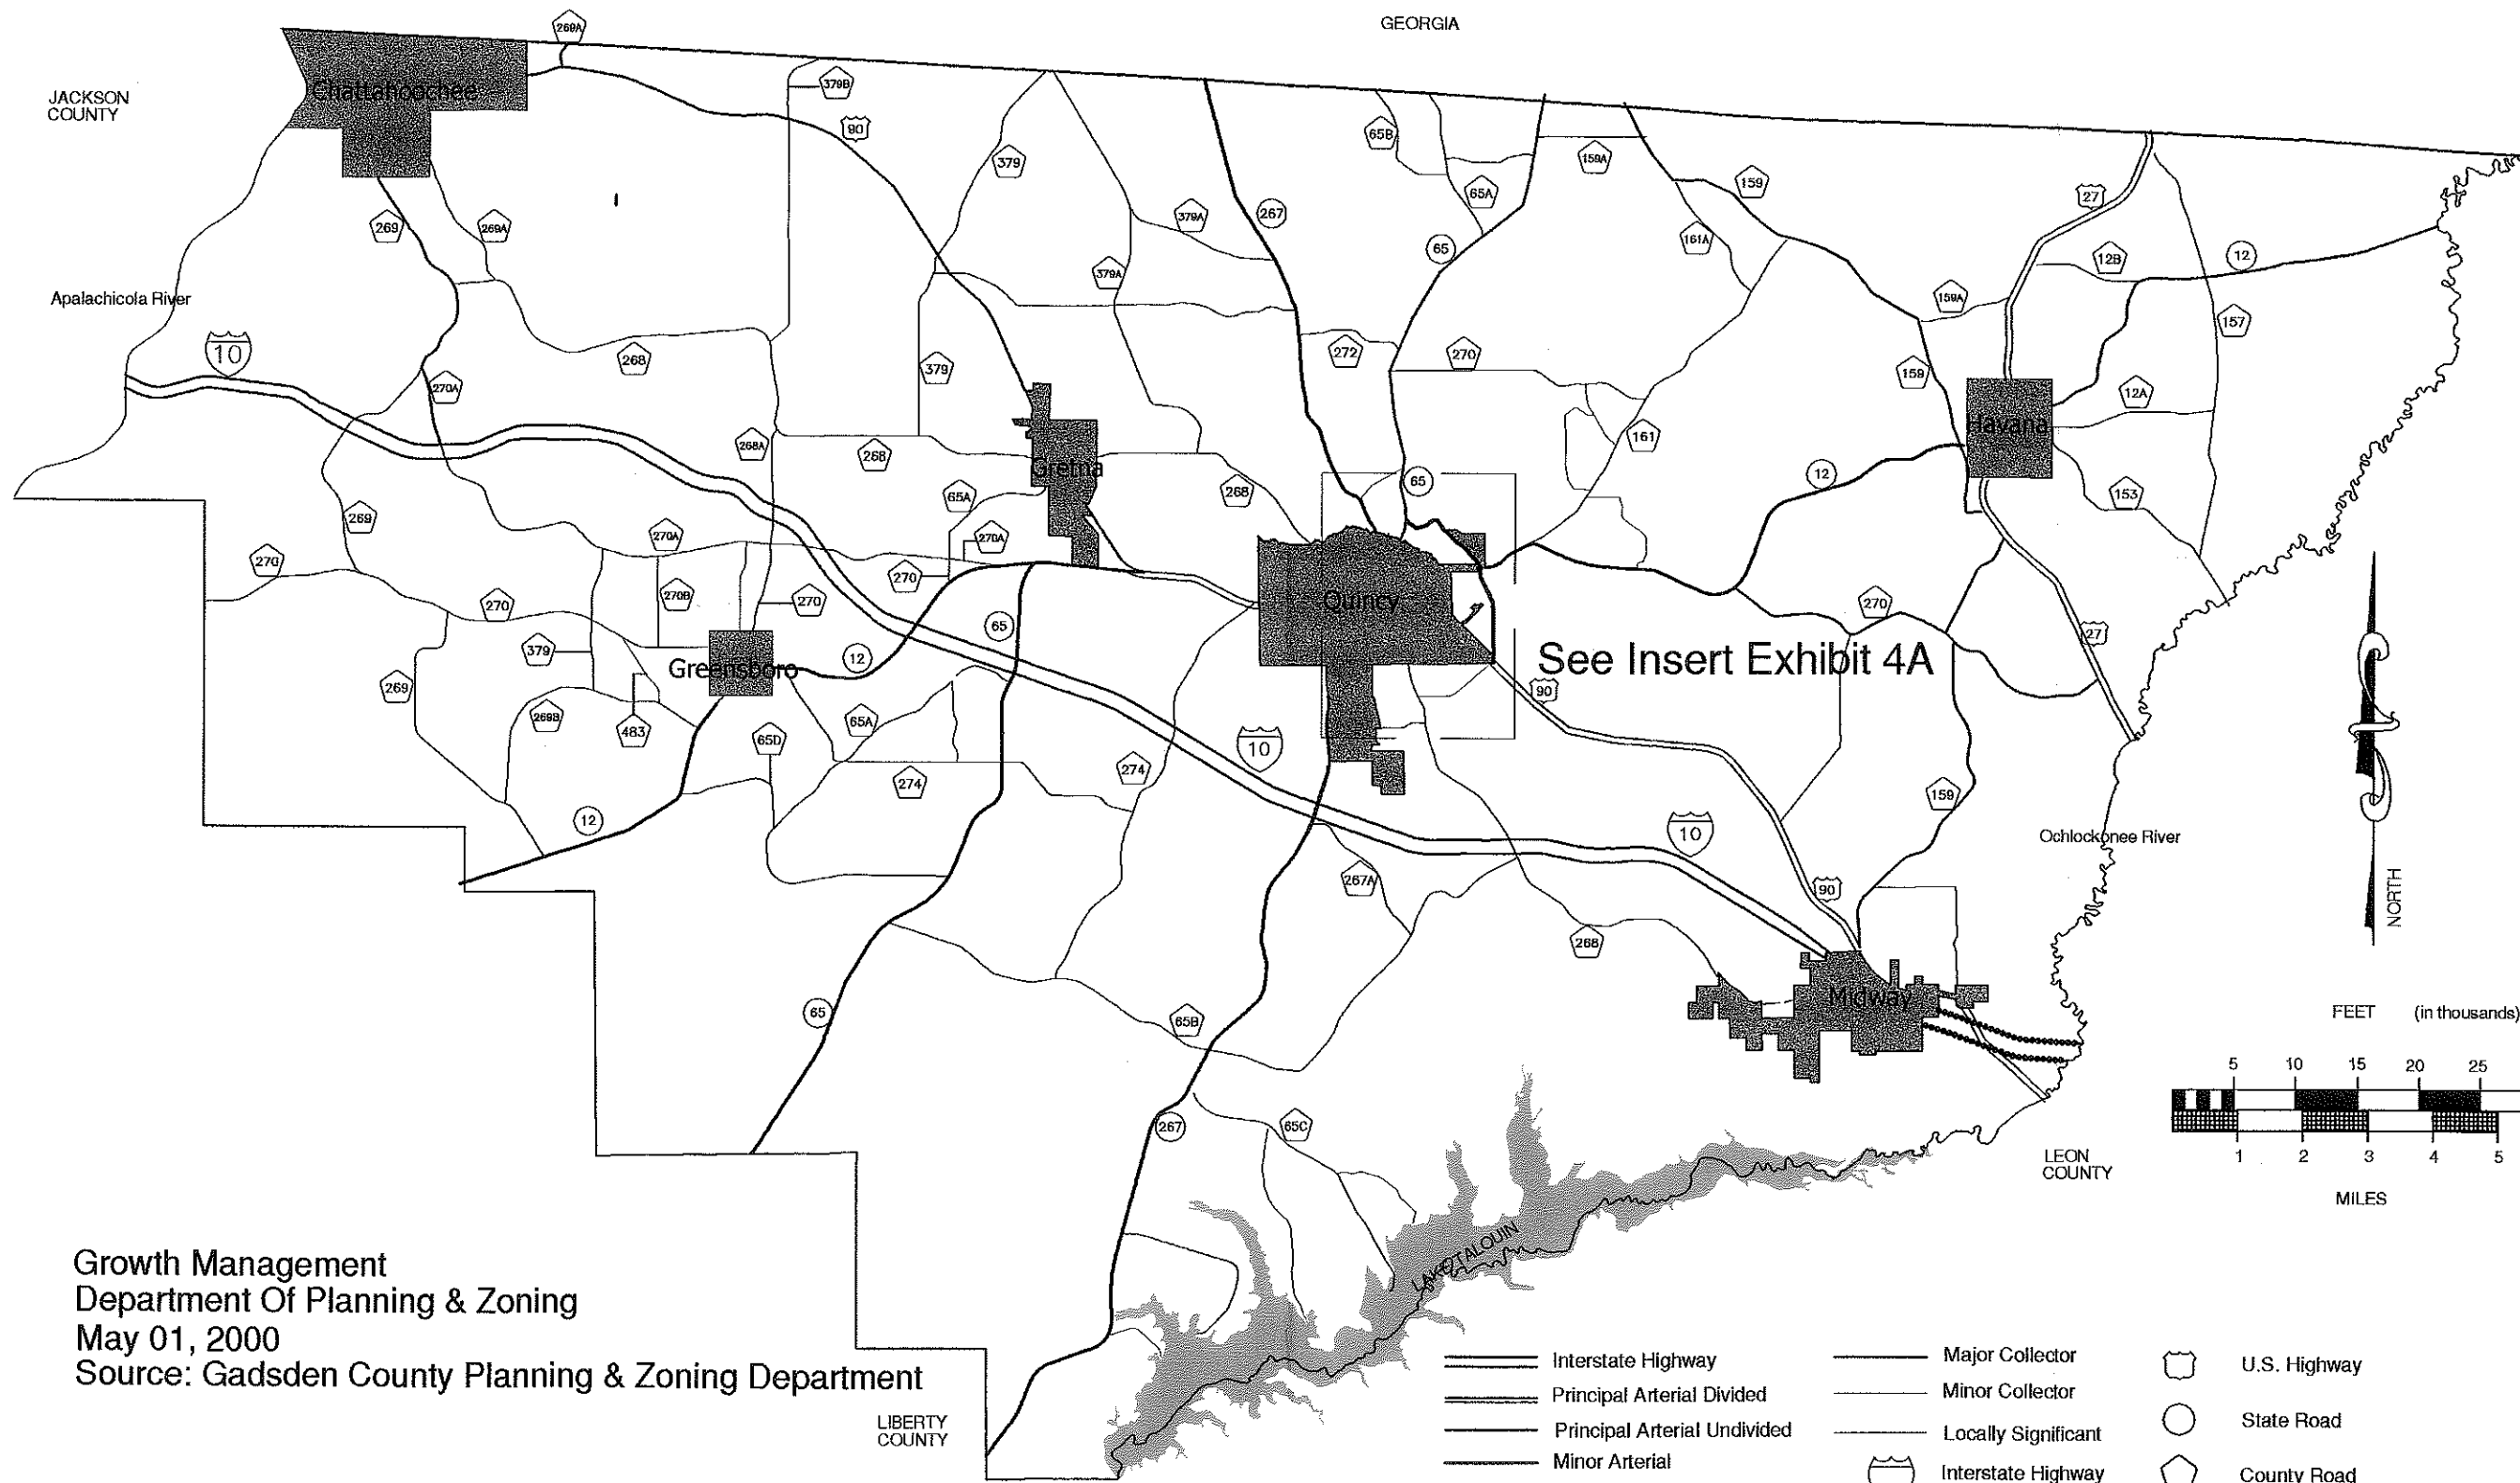 GEORGIA
269A
JACKSON
COUNTY
Chattahoochee
379B
90
65B
379
159A
159
65A
27
269
269A
379A
267
161A
65
12B
12
379A
Apalachicola River
159A
157
10
268
270A
379
272
270
159
12A
Havana
268A
268
161
Gretna
12
65
65A
268
153
269
270A
270A
270
270
270B
270
270
Quincy
270
65
27
379
12
Greensboro
See Insert Exhibit 4A
269
90
269B
65A
483
65D
10
274
274
159
12
10
Ochlockonee River
267A
90
NORTH
268
Midway
65
65B
FEET (in thousands)
5 10 15 20 25
267
65C
LEON
COUNTY
1 2 3 4 5
MILES
LAKE TALQUIN
Growth Management
Department Of Planning & Zoning
May 01, 2000
Source: Gadsden County Planning & Zoning Department
LIBERTY
COUNTY
Interstate Highway
Principal Arterial Divided
Principal Arterial Undivided
Minor Arterial
Major Collector
Minor Collector
Locally Significant
Interstate Highway
U.S. Highway
State Road
County Road